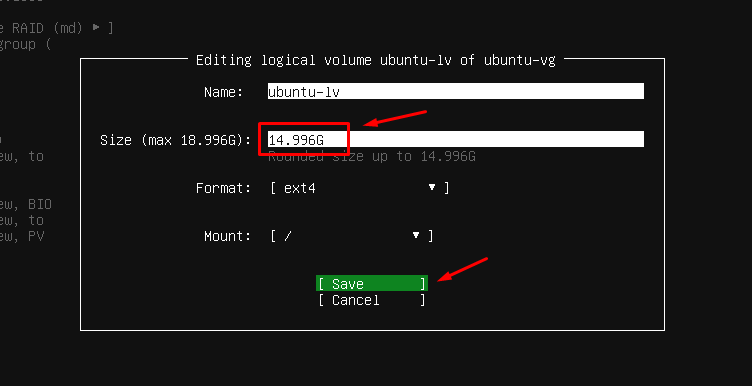 e RAID (md) ▸ ]
group (
Editing logical volume ubuntu-lv of ubuntu-vg
Name: ubuntu-lv
Size (max 18.996G): 14.996G
ew, to
Rounded size up to 14.996G
Format: [ ext4 ▾ ]
ew, BIO
ew, to
ew, PV
Mount: [ / ▾ ]
[ Save ]
[ Cancel ]